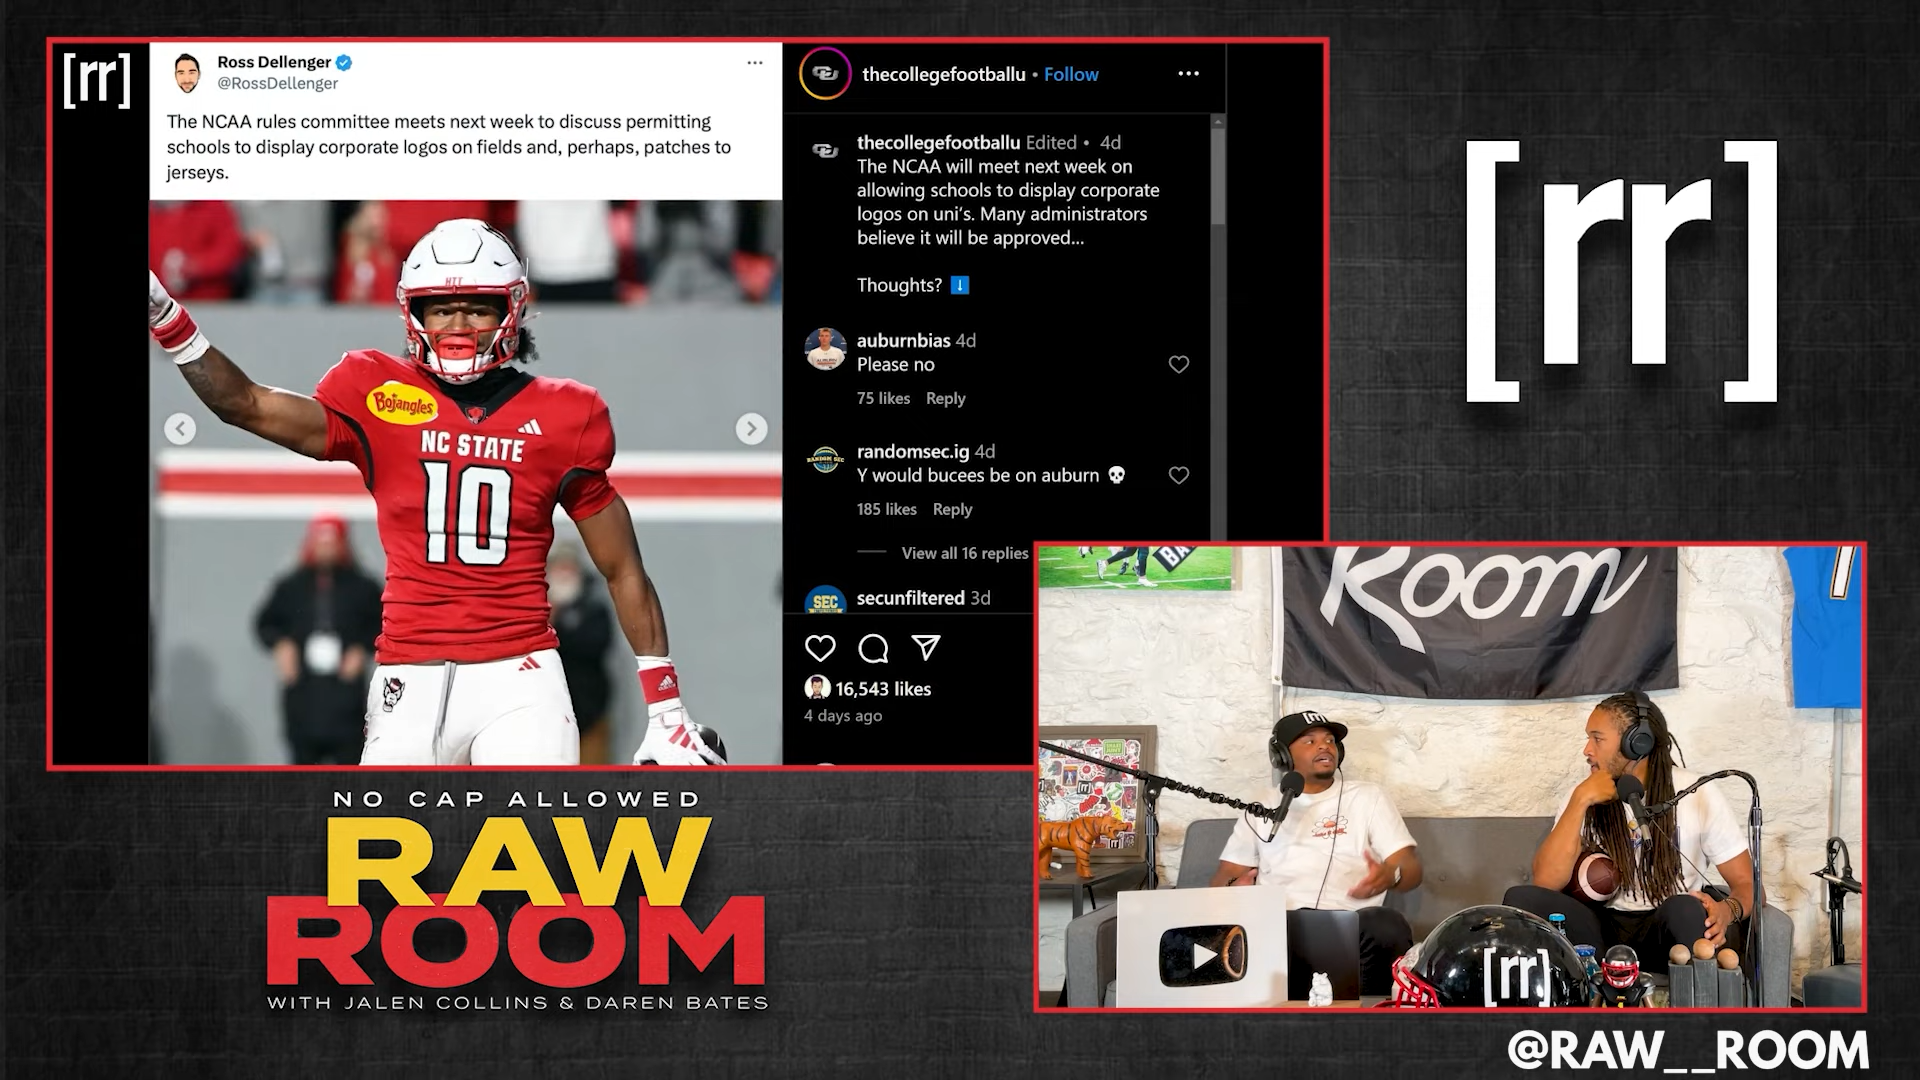 [rr]
Ross Dellenger
@RossDellenger
The NCAA rules committee meets next week to discuss permitting
schools to display corporate logos on fields and, perhaps, patches to
jerseys.
HTT
Bojangles
NC STATE
10
thecollegefootballu • Follow
thecollegefootballu Edited • 4d
The NCAA will meet next week on
allowing schools to display corporate
logos on uni's. Many administrators
believe it will be approved...
Thoughts? ⬇️
auburnbias 4d
Please no
75 likes Reply
RANDOM SEC
randomsec.ig 4d
Y would bucees be on auburn 💀
185 likes Reply
View all 16 replies
SEC
secunfiltered 3d
16,543 likes
4 days ago
[rr]
Room
[rr]
NO CAP ALLOWED
RAW
ROOM
WITH JALEN COLLINS & DAREN BATES
@RAW__ROOM